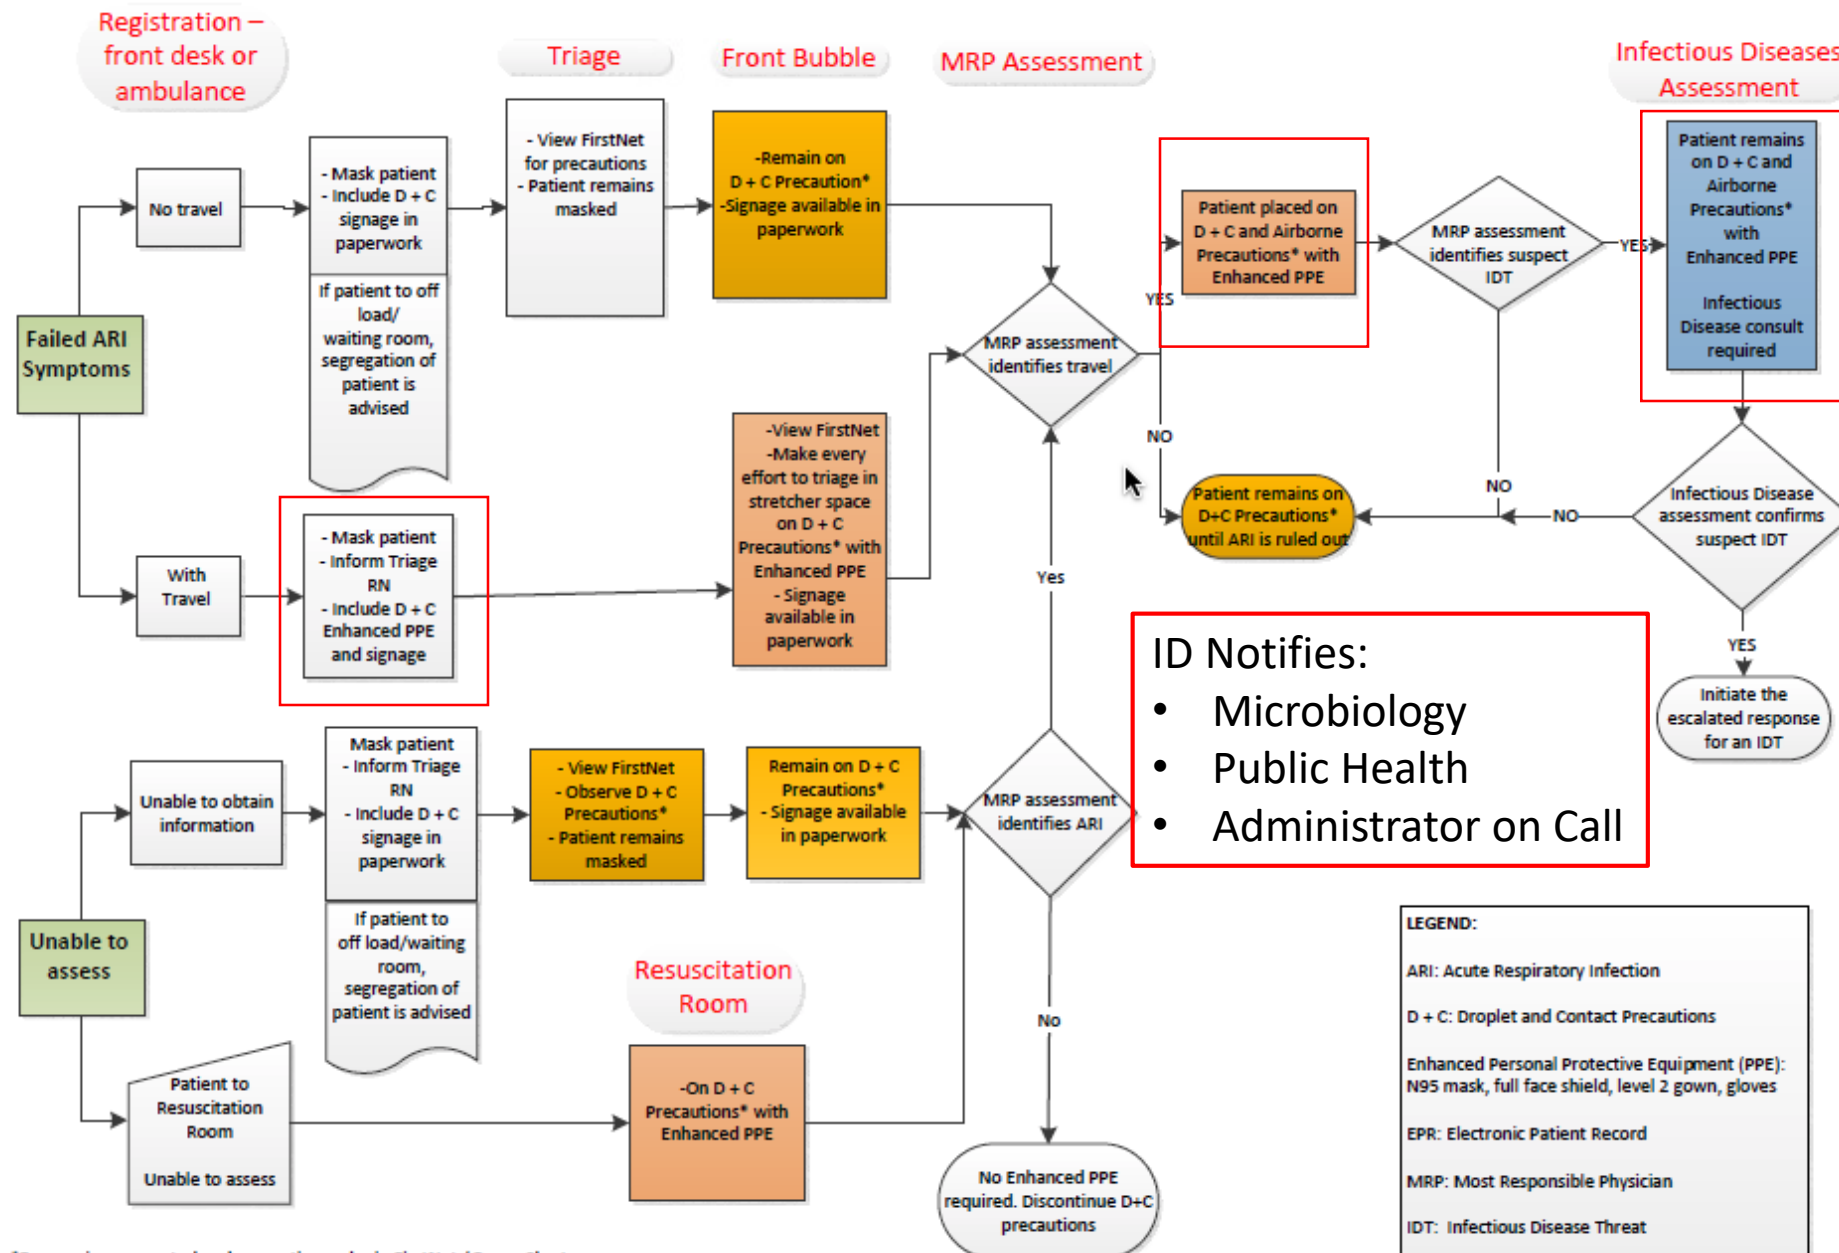 Registration –
front desk or
ambulance
Triage
Front Bubble
MRP Assessment
Infectious Diseases
Assessment
Failed ARI
Symptoms
No travel
- Mask patient
- Include D + C
signage in
paperwork
If patient to off
load/
waiting room,
segregation of
patient is
advised
- View FirstNet
for precautions
- Patient remains
masked
-Remain on
D + C Precaution*
-Signage available in
paperwork
With
Travel
- Mask patient
- Inform Triage
RN
- Include D + C
Enhanced PPE
and signage
-View FirstNet
-Make every
effort to triage in
stretcher space
on D + C
Precautions* with
Enhanced PPE
- Signage
available in
paperwork
MRP assessment
identifies travel
YES
NO
Patient placed on
D + C and Airborne
Precautions* with
Enhanced PPE
MRP assessment
identifies suspect
IDT
YES
NO
Patient remains
on D + C and
Airborne
Precautions*
with
Enhanced PPE
Infectious
Disease consult
required
Patient remains on
D+C Precautions*
until ARI is ruled out
NO
Infectious Disease
assessment confirms
suspect IDT
YES
Initiate the
escalated response
for an IDT
ID Notifies:
• Microbiology
• Public Health
• Administrator on Call
Unable to
assess
Unable to obtain
information
Mask patient
- Inform Triage
RN
- Include D + C
signage in
paperwork
If patient to
off load/waiting
room,
segregation of
patient is advised
- View FirstNet
- Observe D + C
Precautions*
- Patient remains
masked
Remain on D + C
Precautions*
- Signage available
in paperwork
MRP assessment
identifies ARI
Yes
No
Patient to
Resuscitation
Room
Unable to assess
Resuscitation
Room
-On D + C
Precautions* with
Enhanced PPE
No Enhanced PPE
required. Discontinue D+C
precautions
LEGEND:
ARI: Acute Respiratory Infection
D + C: Droplet and Contact Precautions
Enhanced Personal Protective Equipment (PPE):
N95 mask, full face shield, level 2 gown, gloves
EPR: Electronic Patient Record
MRP: Most Responsible Physician
IDT: Infectious Disease Threat